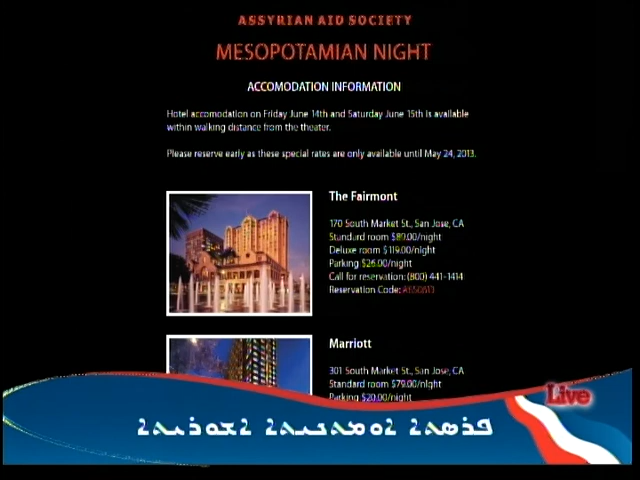 ASSYRIAN AID SOCIETY
MESOPOTAMIAN NIGHT
ACCOMODATION INFORMATION
Hotel accomodation on Friday June 14th and Saturday June 15th is available
within walking distance from the theater.
Please reserve early as these special rates are only available until May 24, 2013.
The Fairmont
170 South Market St., San Jose, CA
Standard room $89.00/night
Deluxe room $119.00/night
Parking $26.00/night
Call for reservation: (800) 441-1414
Reservation Code:
Marriott
301 South Market St., San Jose, CA
Standard room $79.00/night
Parking $20.00/night
Live
ܦܪܣܬܐ ܐܘܡܬܢܝܬܐ ܐܫܘܪܝܬܐ